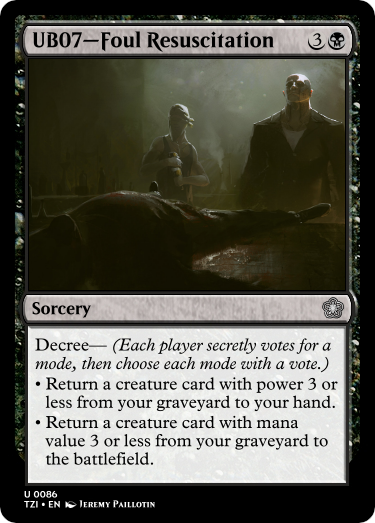 UB07—Foul Resuscitation 3
Sorcery
Decree— (Each player secretly votes for a
mode, then choose each mode with a vote.)
• Return a creature card with power 3 or
less from your graveyard to your hand.
• Return a creature card with mana
value 3 or less from your graveyard to
the battlefield.
U 0086
TZI • EN Jeremy Paillotin